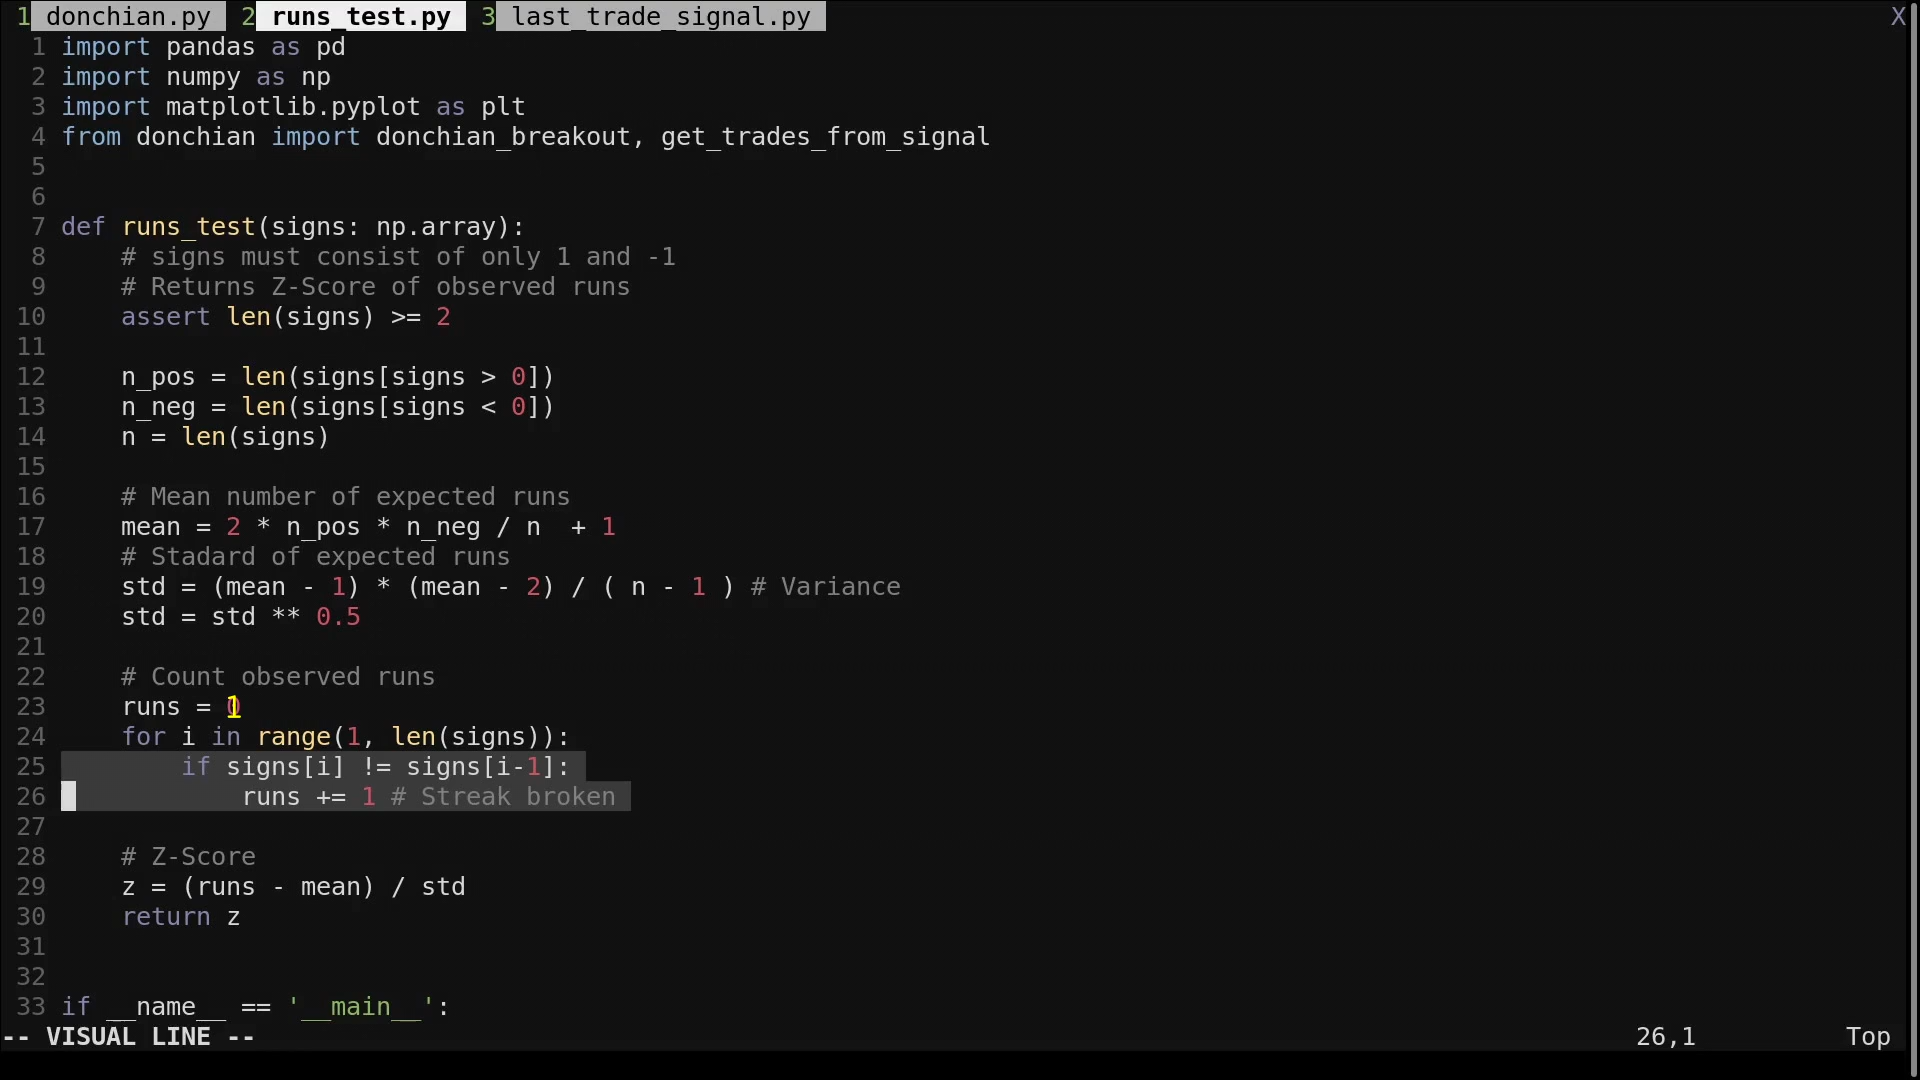 1 donchian.py 2 runs_test.py 3 last_trade_signal.py X
1 import pandas as pd
2 import numpy as np
3 import matplotlib.pyplot as plt
4 from donchian import donchian_breakout, get_trades_from_signal
5
6
7 def runs_test(signs: np.array):
8     # signs must consist of only 1 and -1
9     # Returns Z-Score of observed runs
10     assert len(signs) >= 2
11
12     n_pos = len(signs[signs > 0])
13     n_neg = len(signs[signs < 0])
14     n = len(signs)
15
16     # Mean number of expected runs
17     mean = 2 * n_pos * n_neg / n  + 1
18     # Stadard of expected runs
19     std = (mean - 1) * (mean - 2) / ( n - 1 ) # Variance
20     std = std ** 0.5
21
22     # Count observed runs
23     runs = 1
24     for i in range(1, len(signs)):
25         if signs[i] != signs[i-1]:
26             runs += 1 # Streak broken
27
28     # Z-Score
29     z = (runs - mean) / std
30     return z
31
32
33 if __name__ == '__main__':
-- VISUAL LINE -- 26,1 Top